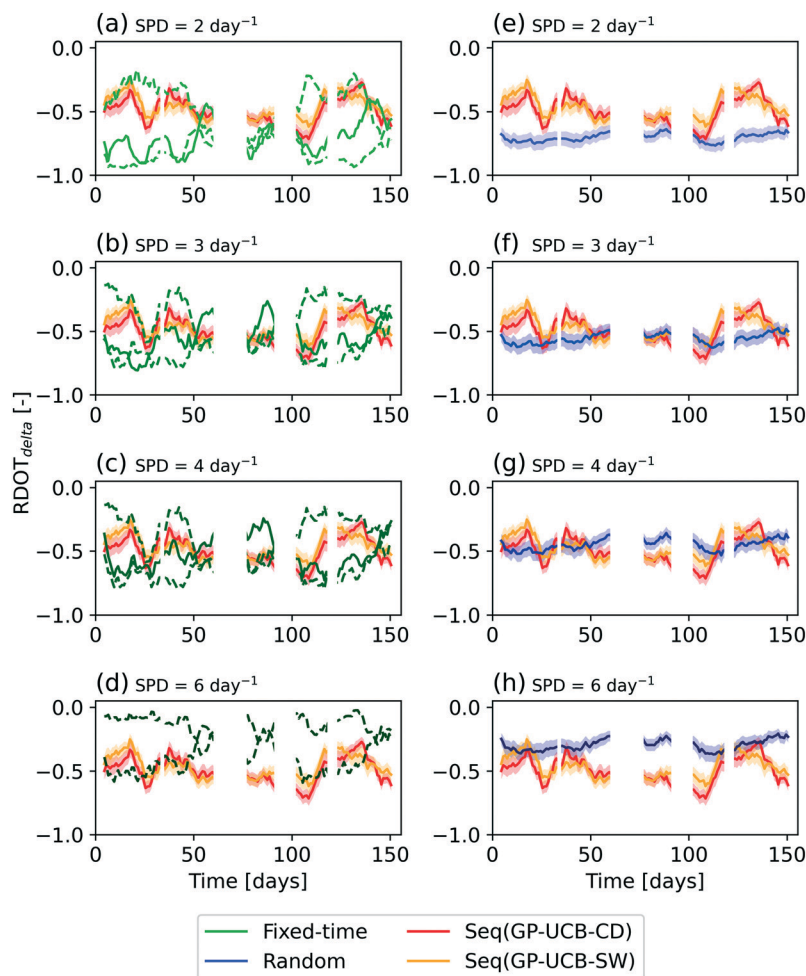 (a) SPD = 2 day⁻¹
0.0
−0.5
−1.0
0 50 100 150
(e) SPD = 2 day⁻¹
0.0
−0.5
−1.0
0 50 100 150
(b) SPD = 3 day⁻¹
0.0
−0.5
−1.0
0 50 100 150
(f) SPD = 3 day⁻¹
0.0
−0.5
−1.0
0 50 100 150
RDOT_delta [-]
(c) SPD = 4 day⁻¹
0.0
−0.5
−1.0
0 50 100 150
(g) SPD = 4 day⁻¹
0.0
−0.5
−1.0
0 50 100 150
(d) SPD = 6 day⁻¹
0.0
−0.5
−1.0
0 50 100 150
Time [days]
(h) SPD = 6 day⁻¹
0.0
−0.5
−1.0
0 50 100 150
Time [days]
Fixed-time
Random
Seq(GP-UCB-CD)
Seq(GP-UCB-SW)